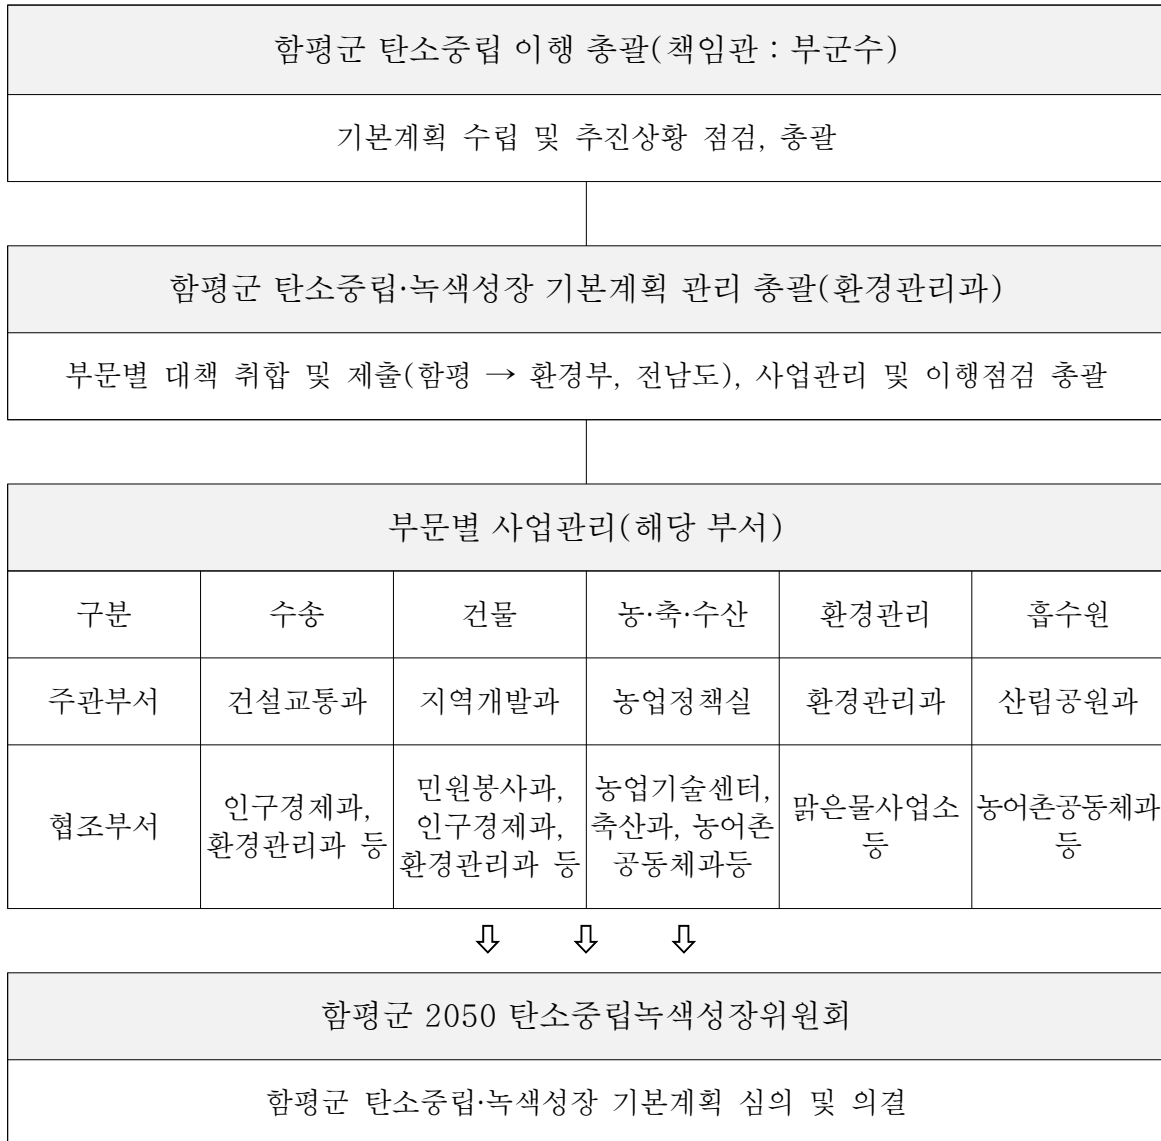 함평군 탄소중립 이행 총괄(책임관 : 부군수)
기본계획 수립 및 추진상황 점검, 총괄
함평군 탄소중립·녹색성장 기본계획 관리 총괄(환경관리과)
부문별 대책 취합 및 제출(함평 → 환경부, 전남도), 사업관리 및 이행점검 총괄
부문별 사업관리(해당 부서)
구분 수송 건물 농·축·수산 환경관리 흡수원
주관부서 건설교통과 지역개발과 농업정책실 환경관리과 산림공원과
협조부서
인구경제과,
환경관리과 등
민원봉사과,
인구경제과,
환경관리과 등
농업기술센터,
축산과, 농어촌
공동체과등
맑은물사업소
등
농어촌공동체과
등
⇩ ⇩ ⇩
함평군 2050 탄소중립녹색성장위원회
함평군 탄소중립·녹색성장 기본계획 심의 및 의결